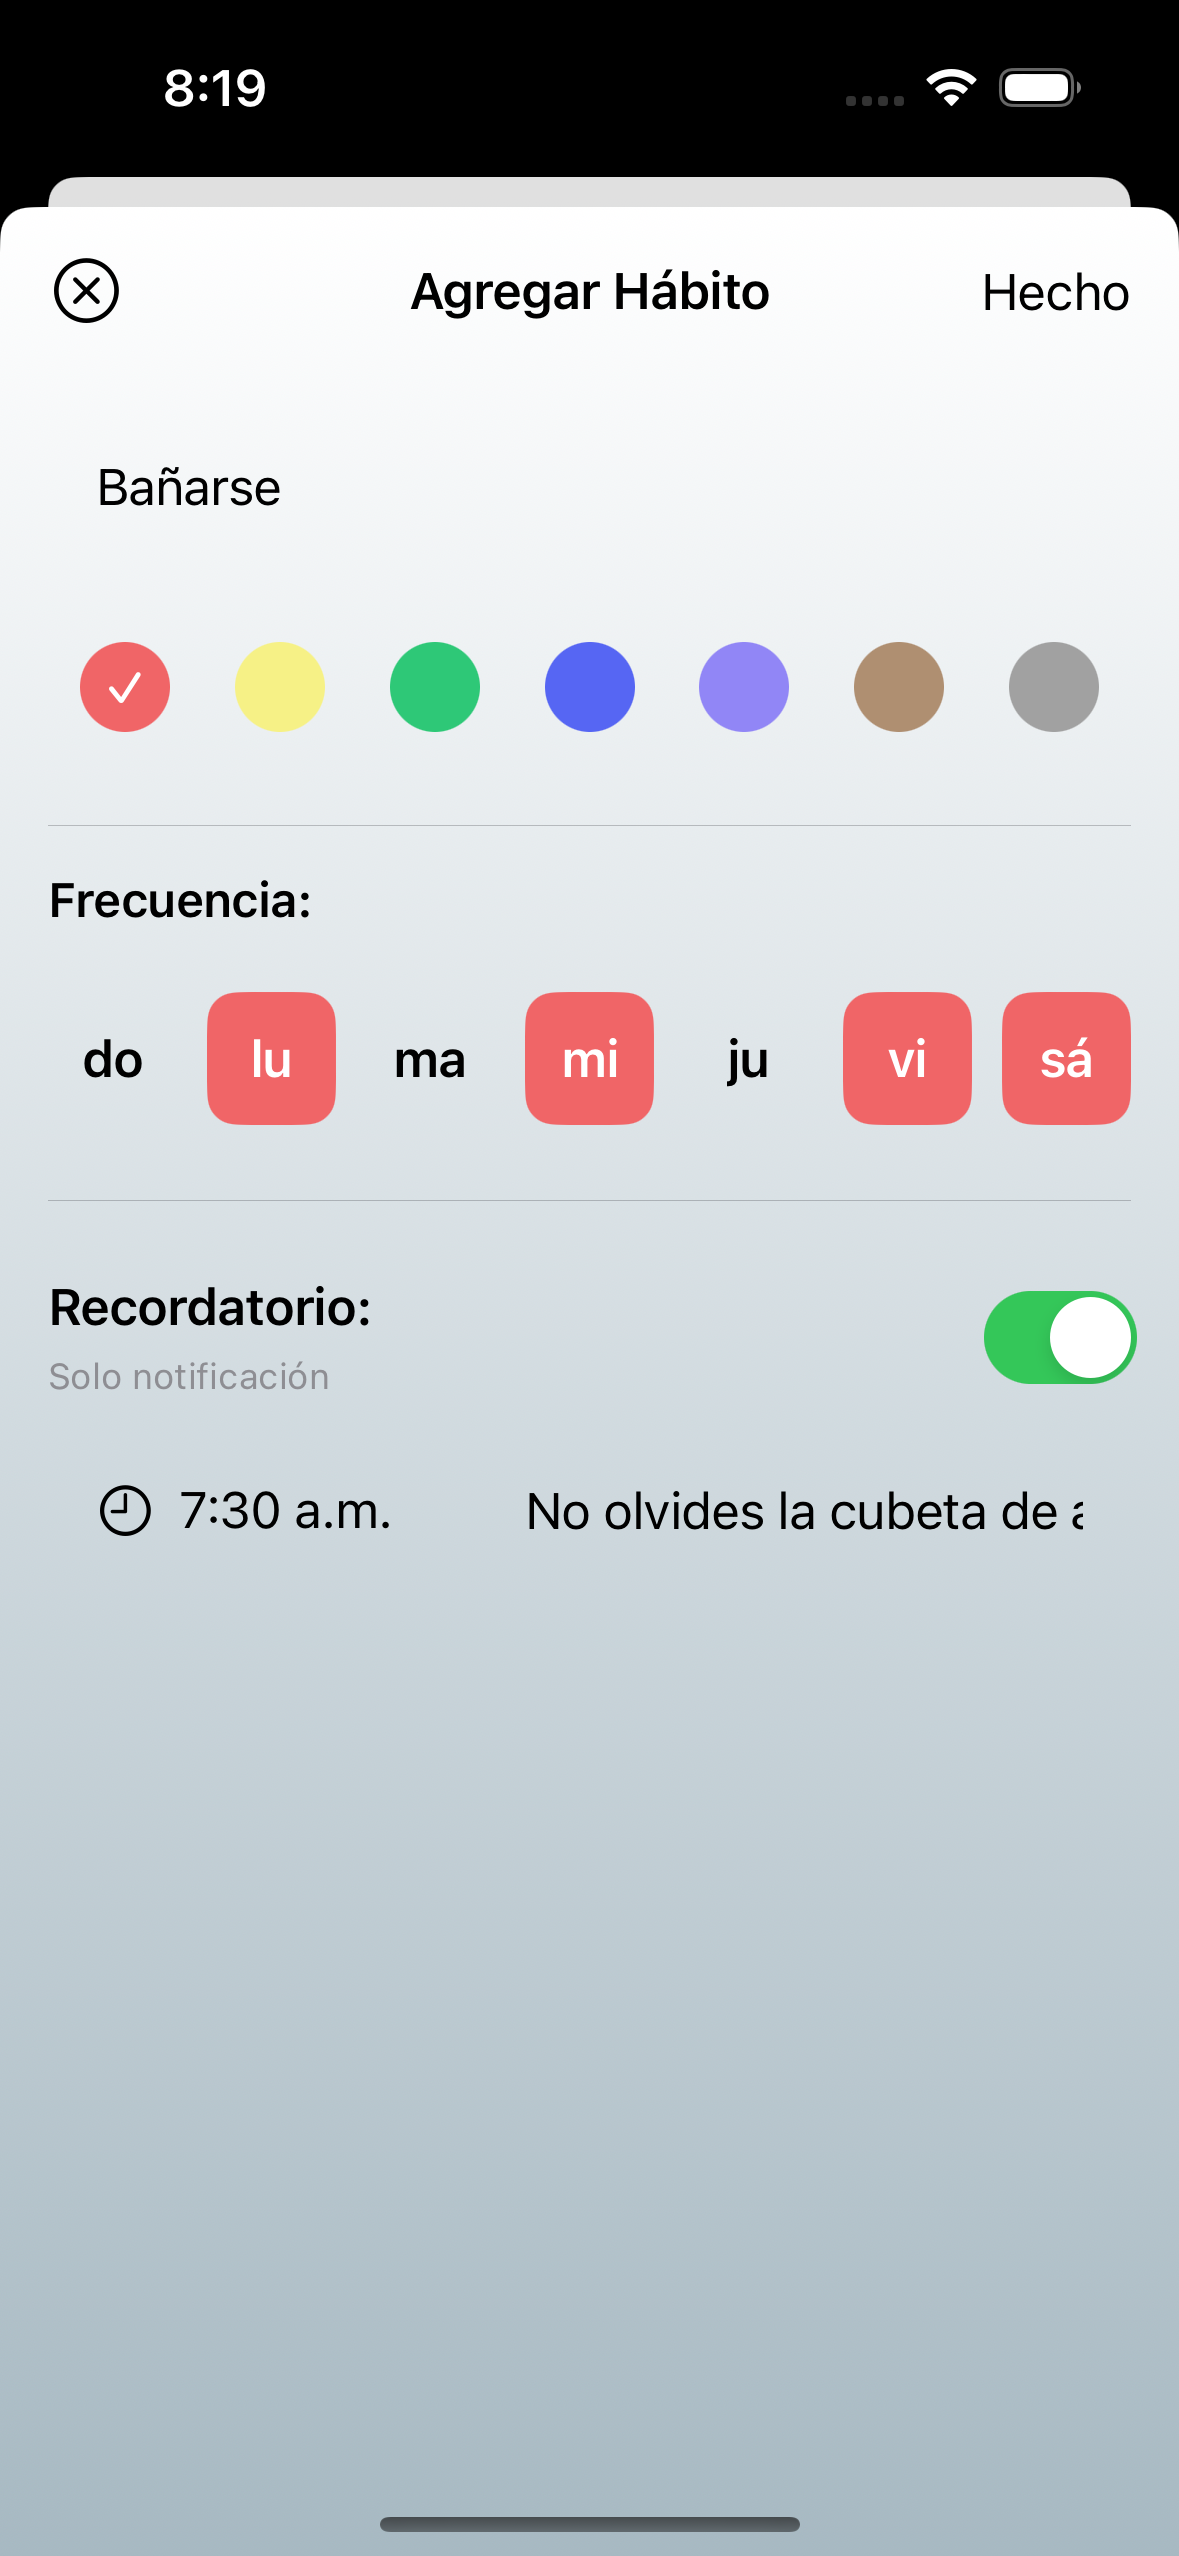 8:19
Agregar Hábito
Hecho
Bañarse
Frecuencia:
do lu ma mi ju vi sá
Recordatorio:
Solo notificación
7:30 a.m.
No olvides la cubeta de